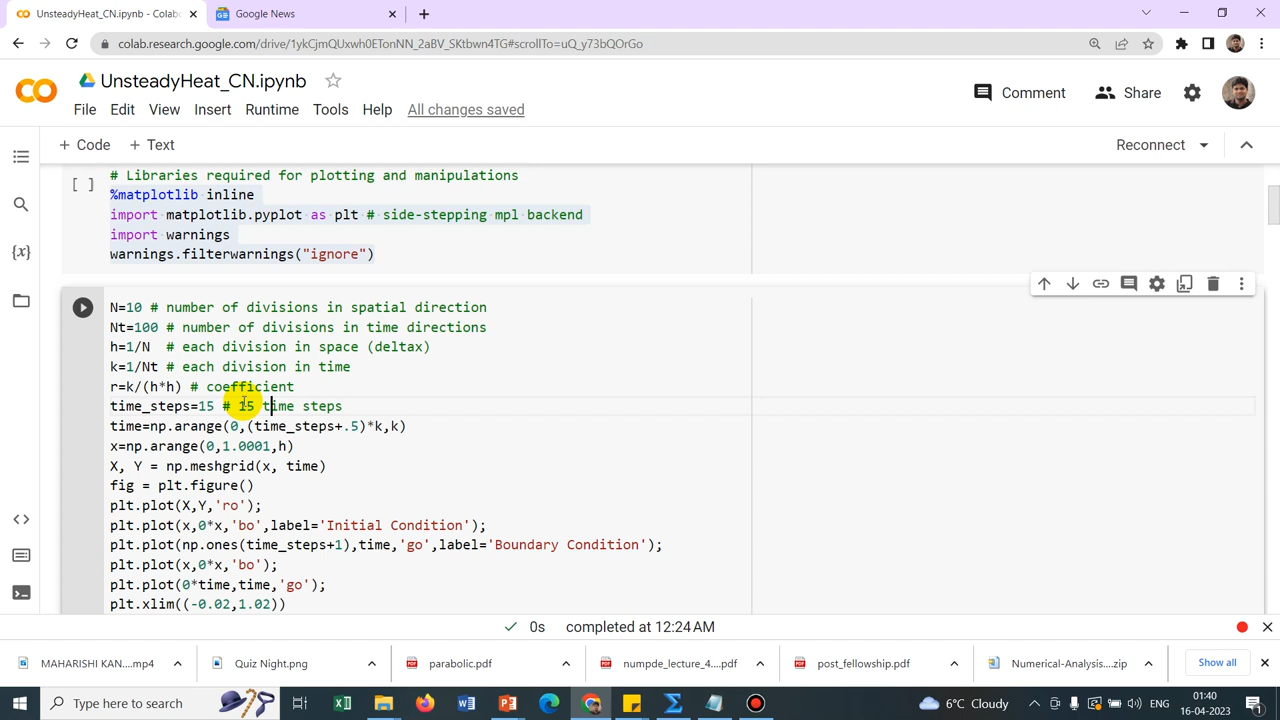 UnsteadyHeat_CN.ipynb - Colab
Google News
colab.research.google.com/drive/1ykCjmQUxwh0ETonNN_2aBV_SKtbwn4TG#scrollTo=uQ_y73bQOrGo
UnsteadyHeat_CN.ipynb
File Edit View Insert Runtime Tools Help All changes saved
Comment Share
+ Code + Text
Reconnect
[ ]
# Libraries required for plotting and manipulations
%matplotlib inline
import matplotlib.pyplot as plt # side-stepping mpl backend
import warnings
warnings.filterwarnings("ignore")
N=10 # number of divisions in spatial direction
Nt=100 # number of divisions in time directions
h=1/N # each division in space (deltax)
k=1/Nt # each division in time
r=k/(h*h) # coefficient
time_steps=15 # 15 time steps
time=np.arange(0,(time_steps+.5)*k,k)
x=np.arange(0,1.0001,h)
X, Y = np.meshgrid(x, time)
fig = plt.figure()
plt.plot(X,Y,'ro');
plt.plot(x,0*x,'bo',label='Initial Condition');
plt.plot(np.ones(time_steps+1),time,'go',label='Boundary Condition');
plt.plot(x,0*x,'bo');
plt.plot(0*time,time,'go');
plt.xlim((-0.02,1.02))
0s completed at 12:24 AM
MAHARISHI KAN....mp4
Quiz Night.png
parabolic.pdf
numpde_lecture_4....pdf
post_fellowship.pdf
Numerical-Analysis....zip
Show all
Type here to search
6°C Cloudy
ENG
01:40
16-04-2023